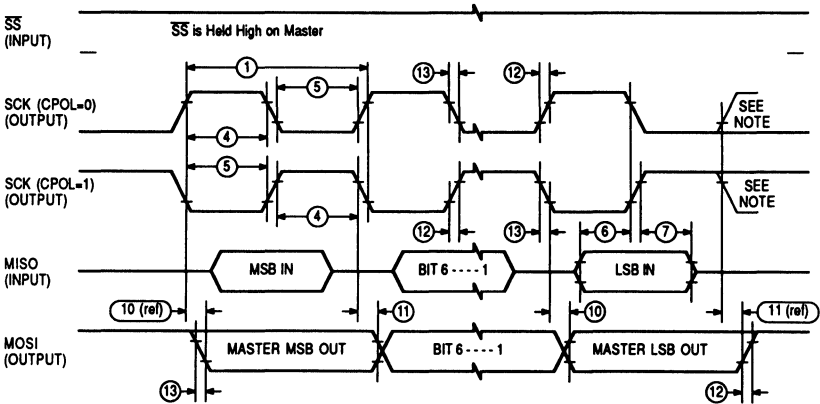 SS
(INPUT)
SS is Held High on Master
1
5
13
12
SCK (CPOL=0)
(OUTPUT)
SEE
NOTE
4
5
SCK (CPOL=1)
(OUTPUT)
SEE
NOTE
4
12
13
6
7
MISO
(INPUT)
MSB IN
BIT 6 - - - - 1
LSB IN
10 (ref)
11
10
11 (ref)
MOSI
(OUTPUT)
MASTER MSB OUT
BIT 6 - - - - 1
MASTER LSB OUT
13
12